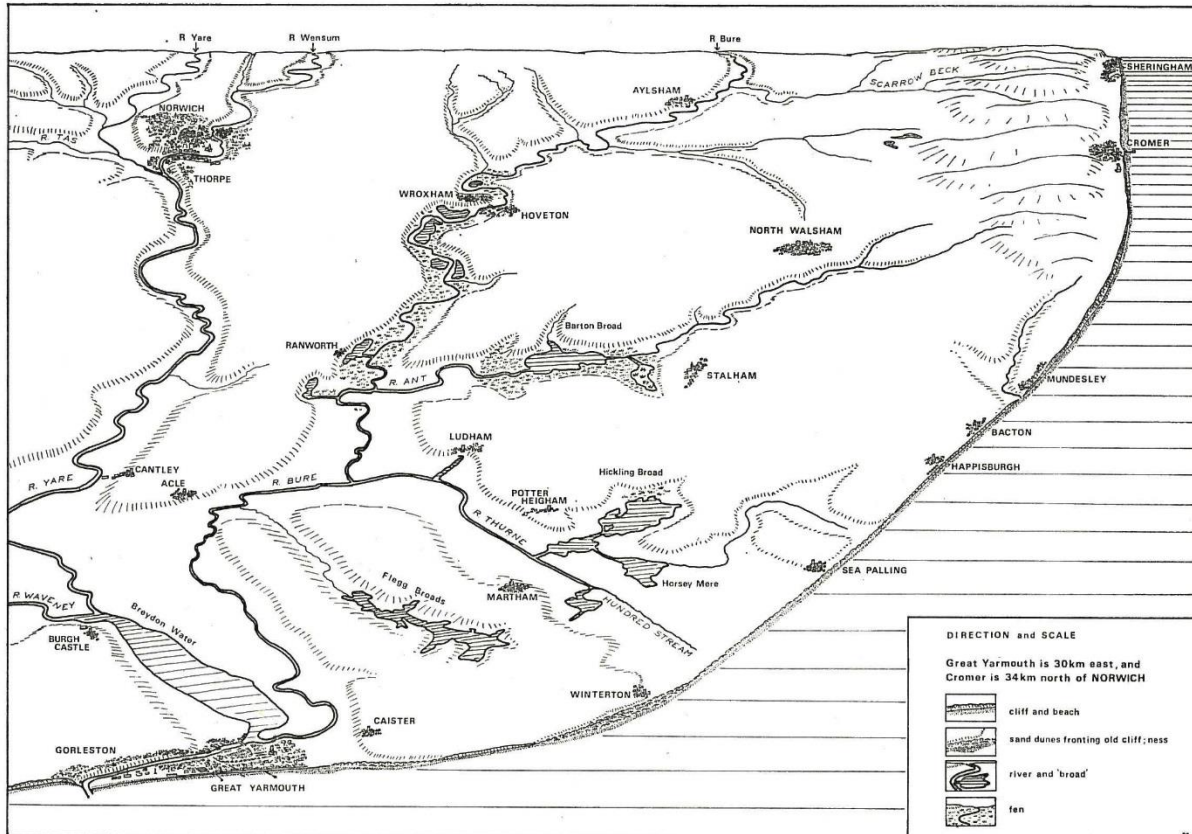 R Yare
R Wensum
R Bure
SHERINGHAM
SCARROW BECK
AYLSHAM
NORWICH
R. TAS
CROMER
THORPE
WROXHAM
HOVETON
NORTH WALSHAM
Barton Broad
RANWORTH
R. ANT
STALHAM
MUNDESLEY
BACTON
LUDHAM
HAPPISBURGH
CANTLEY
R. YARE
ACLE
R. BURE
Hickling Broad
POTTER
HEIGHAM
R. THURNE
SEA PALLING
Horsey Mere
Flegg Broads
MARTHAM
HUNDRED STREAM
R. WAVENEY
Breydon Water
BURGH
CASTLE
WINTERTON
CAISTER
GORLESTON
GREAT YARMOUTH
DIRECTION and SCALE
Great Yarmouth is 30km east, and
Cromer is 34km north of NORWICH
cliff and beach
sand dunes fronting old cliff; ness
river and 'broad'
fen